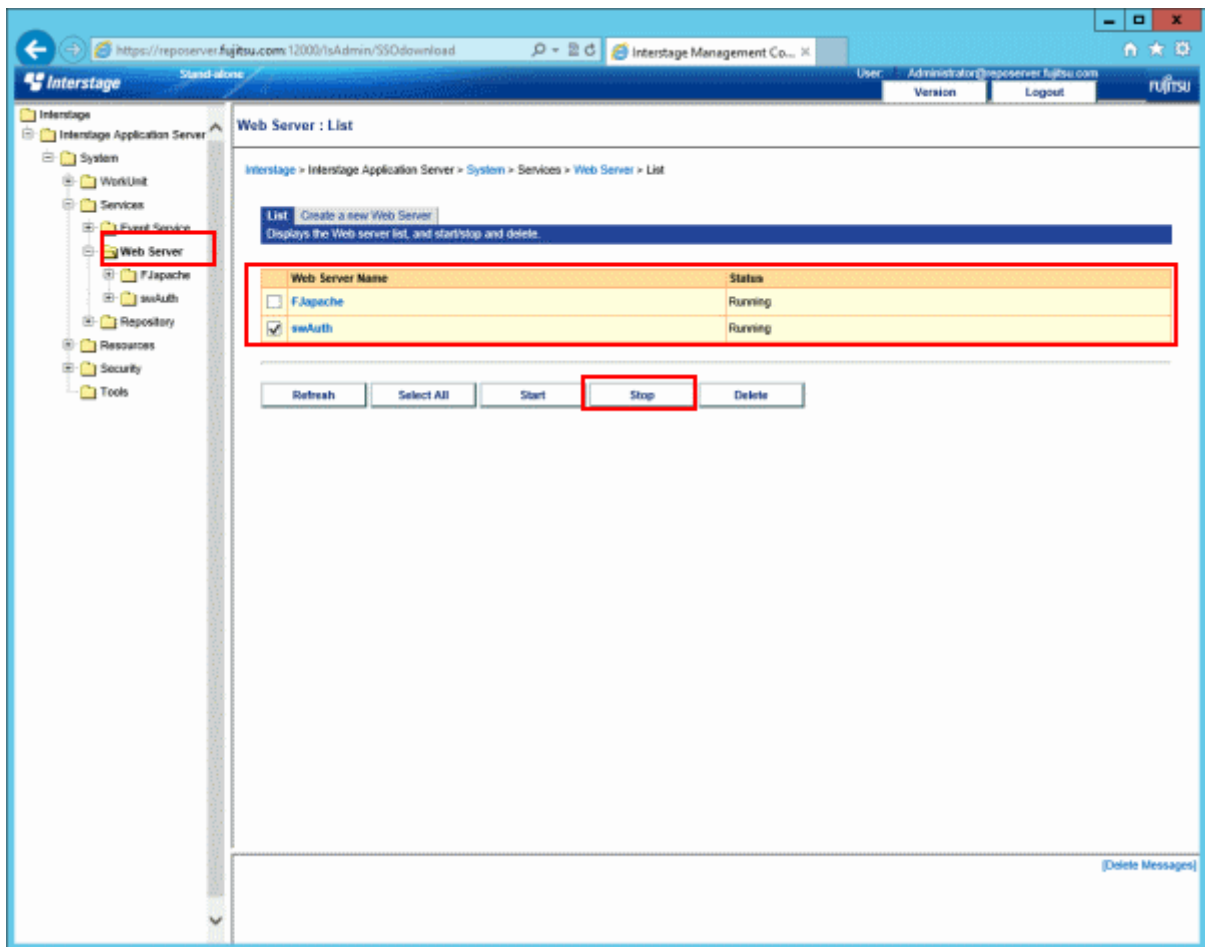 https://reposerver.fujitsu.com:12000/IsAdmin/SSOdownload
Interstage Management Co...
Interstage
Stand-alone
User: Administrator@reposerver.fujitsu.com
Version
Logout
FUJITSU
Interstage
Interstage Application Server
System
WorkUnit
Services
Event Service
Web Server
FJapache
swAuth
Repository
Resources
Security
Tools
Web Server : List
Interstage > Interstage Application Server > System > Services > Web Server > List
List Create a new Web Server
Displays the Web server list, and start/stop and delete.
Web Server Name Status
FJapache Running
swAuth Running
Refresh Select All Start Stop Delete
[Delete Messages]